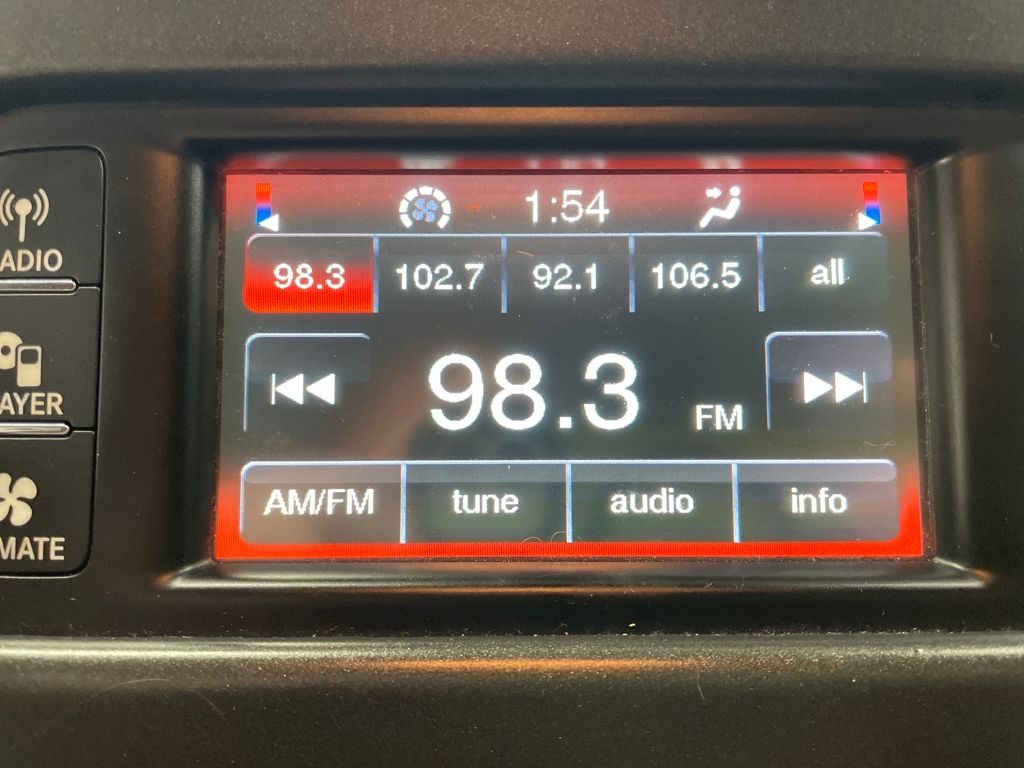 1:54
98.3 102.7 92.1 106.5 all
ADIO
98.3 FM
AYER
AM/FM tune audio info
MATE